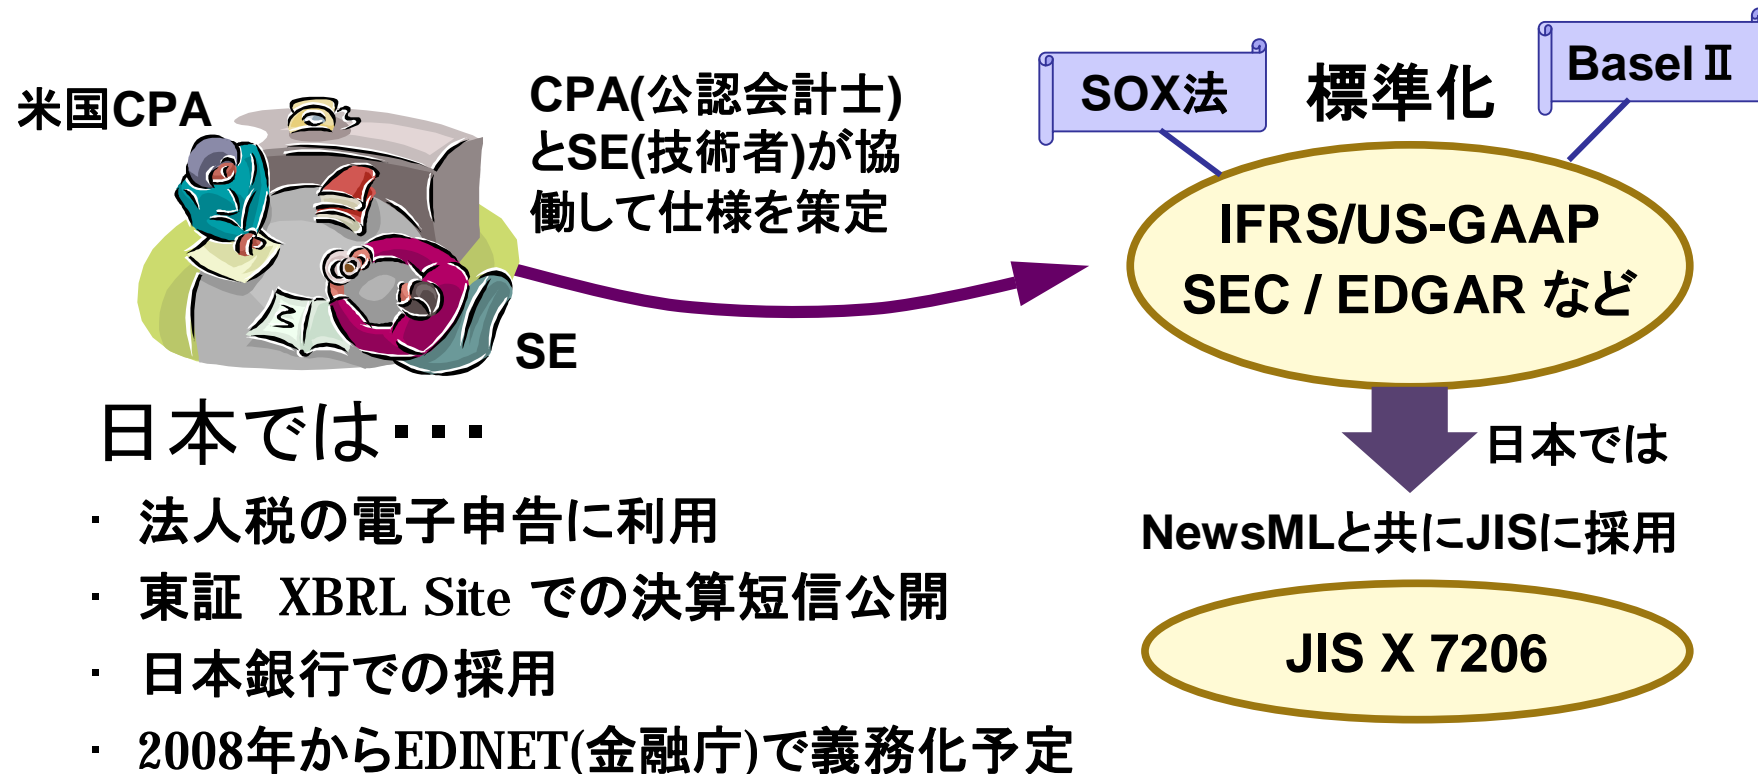 米国CPA
CPA(公認会計士)
とSE(技術者)が協
働して仕様を策定
SE
SOX法
標準化
BaselⅡ
IFRS/US-GAAP
SEC / EDGAR など
日本では
NewsMLと共にJISに採用
JIS X 7206
日本では・・・
・ 法人税の電子申告に利用
・ 東証 XBRL Site での決算短信公開
・ 日本銀行での採用
・ 2008年からEDINET(金融庁)で義務化予定